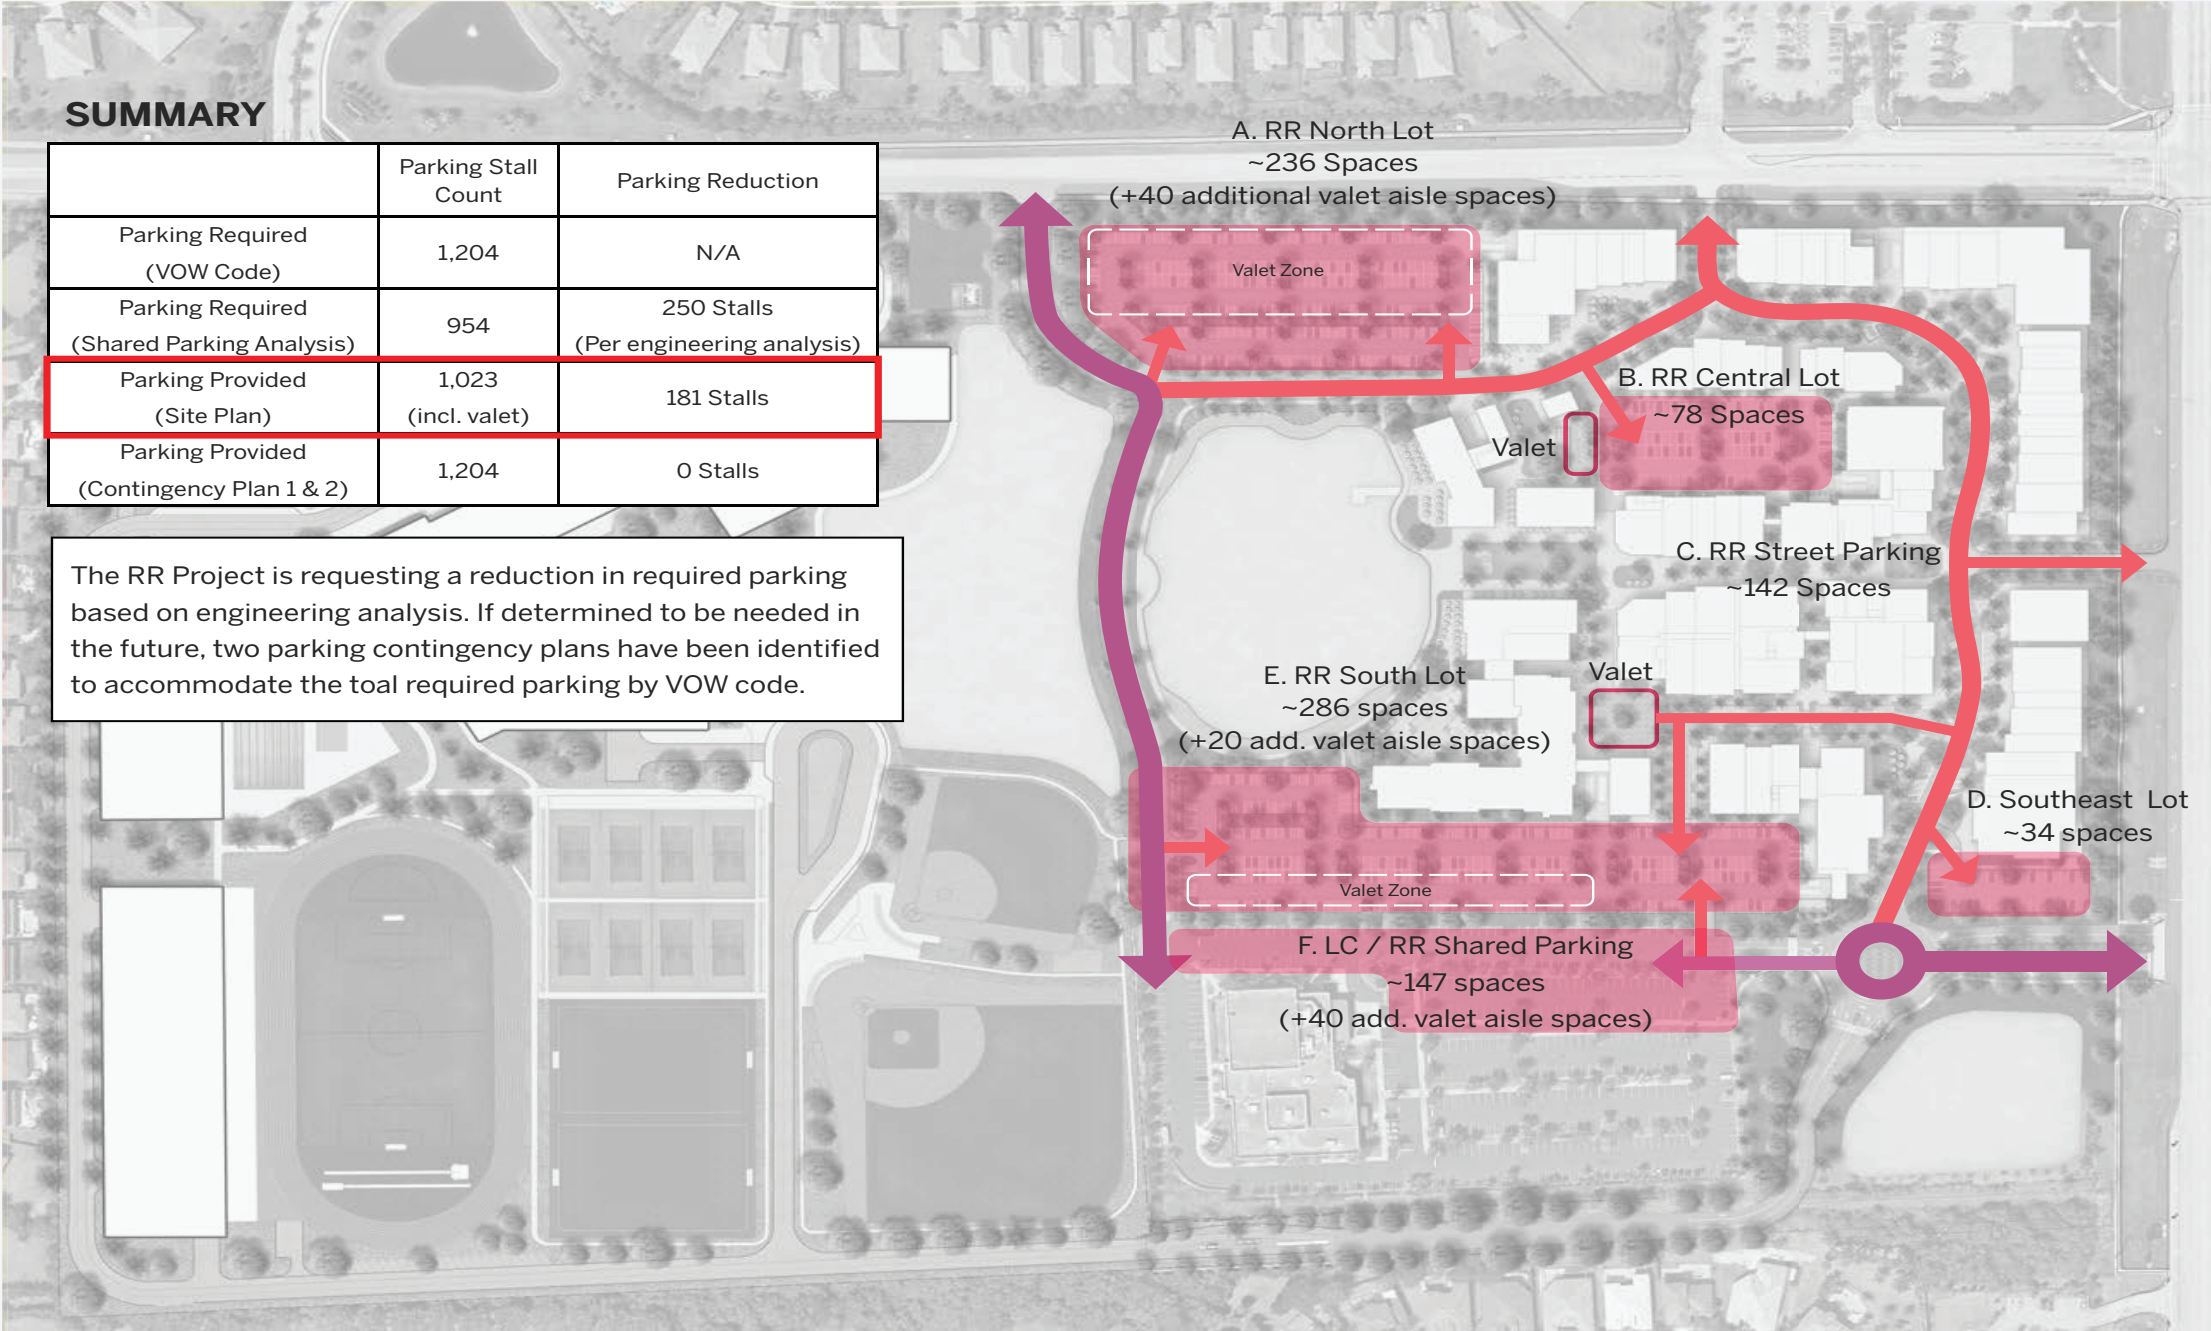 SUMMARY
Parking Stall
Count
Parking Reduction
Parking Required
(VOW Code)
1,204
N/A
Parking Required
(Shared Parking Analysis)
954
250 Stalls
(Per engineering analysis)
Parking Provided
(Site Plan)
1,023
(incl. valet)
181 Stalls
Parking Provided
(Contingency Plan 1 & 2)
1,204
0 Stalls
The RR Project is requesting a reduction in required parking
based on engineering analysis. If determined to be needed in
the future, two parking contingency plans have been identified
to accommodate the toal required parking by VOW code.
A. RR North Lot
~236 Spaces
(+40 additional valet aisle spaces)
Valet Zone
B. RR Central Lot
~78 Spaces
Valet
C. RR Street Parking
~142 Spaces
E. RR South Lot
~286 spaces
(+20 add. valet aisle spaces)
Valet
D. Southeast Lot
~34 spaces
Valet Zone
F. LC / RR Shared Parking
~147 spaces
(+40 add. valet aisle spaces)